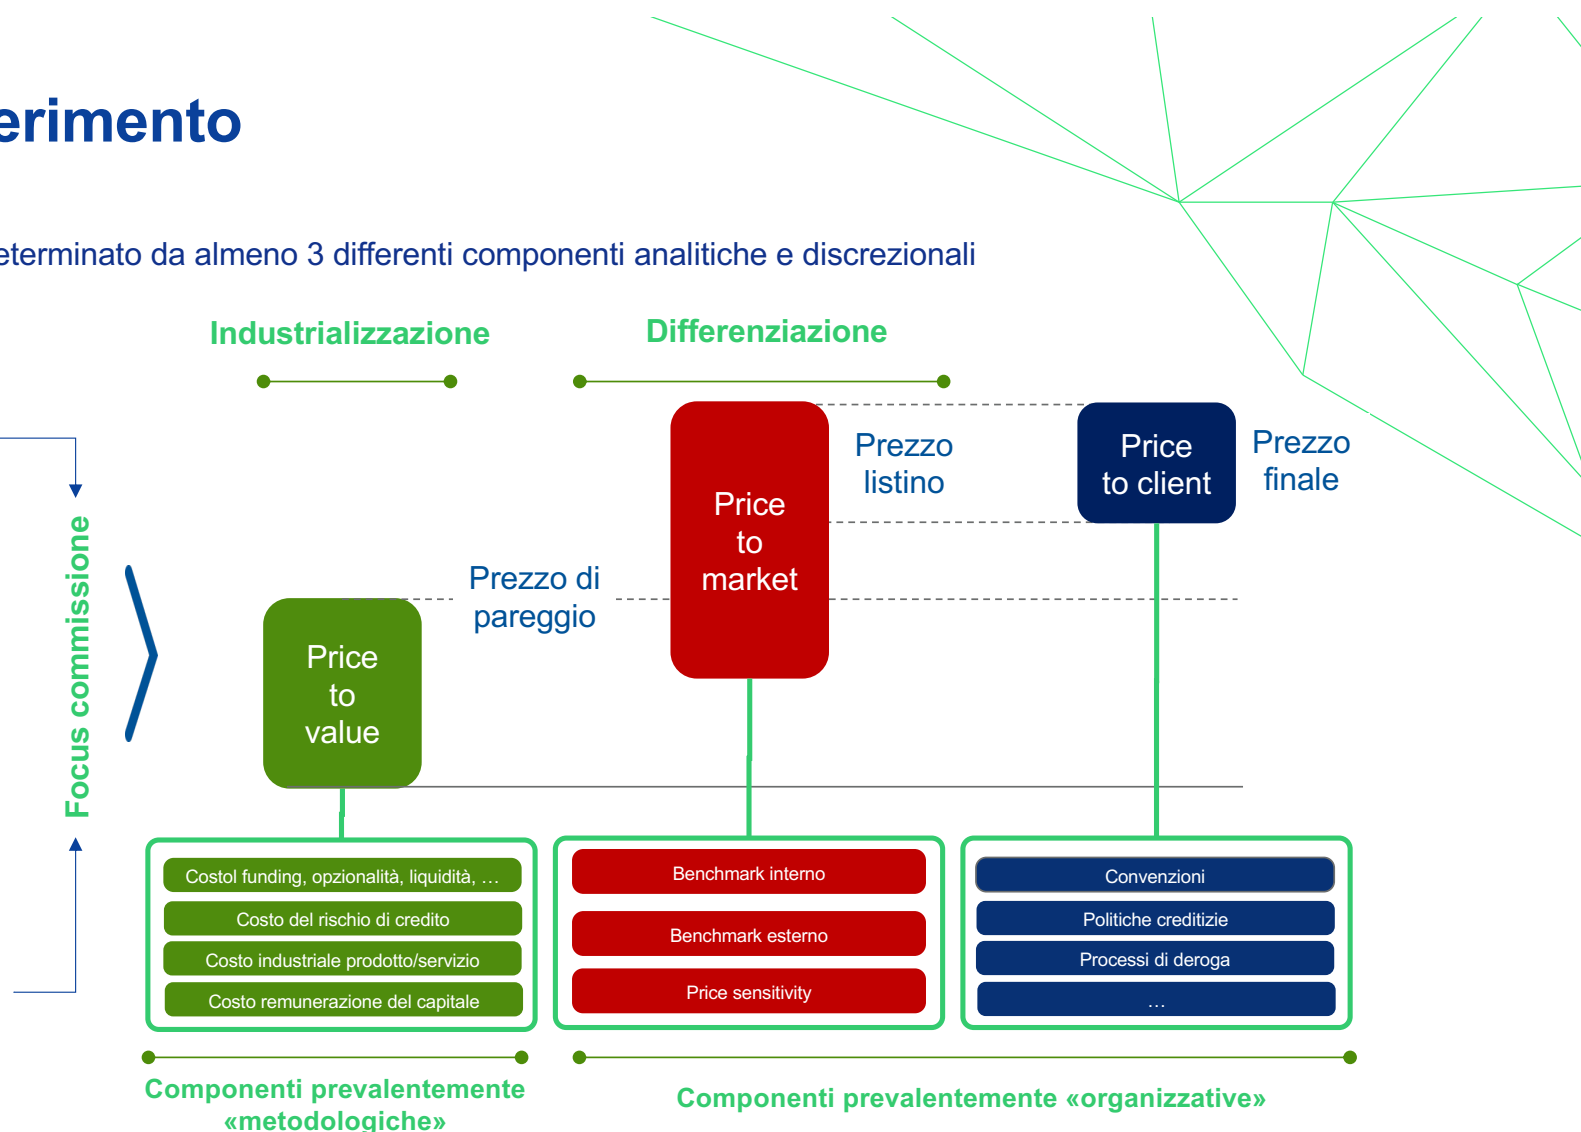 erimento
eterminato da almeno 3 differenti componenti analitiche e discrezionali
Industrializzazione
Differenziazione
Focus commissione
Price
to
value
Prezzo di
pareggio
Price
to
market
Prezzo
listino
Price
to client
Prezzo
finale
Costol funding, opzionalità, liquidità, …
Costo del rischio di credito
Costo industriale prodotto/servizio
Costo remunerazione del capitale
Benchmark interno
Benchmark esterno
Price sensitivity
Convenzioni
Politiche creditizie
Processi di deroga
…
Componenti prevalentemente
«metodologiche»
Componenti prevalentemente «organizzative»